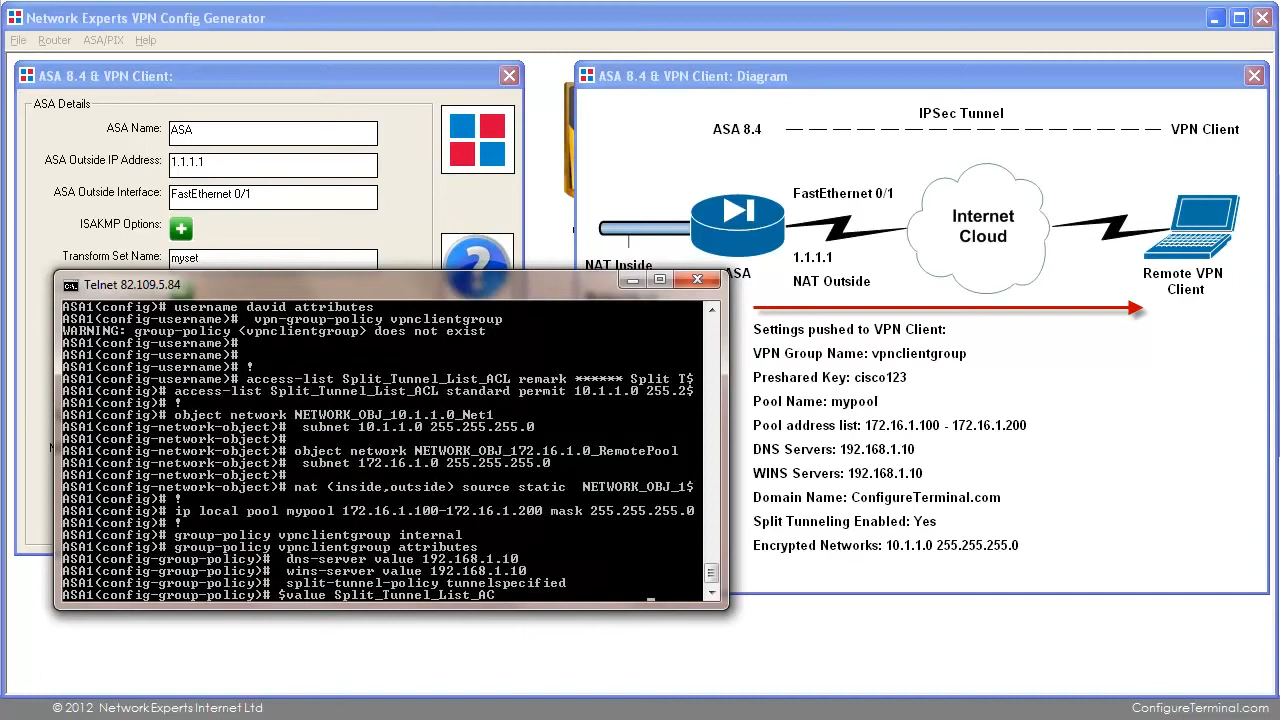 Network Experts VPN Config Generator
File Router ASA/PIX Help
ASA 8.4 & VPN Client:
ASA Details
ASA Name: ASA
ASA Outside IP Address: 1.1.1.1
ASA Outside Interface: FastEthernet 0/1
ISAKMP Options:
Transform Set Name: myset
ASA 8.4 & VPN Client: Diagram
IPSec Tunnel
ASA 8.4
VPN Client
FastEthernet 0/1
Internet
Cloud
1.1.1.1
NAT Inside
NAT Outside
ASA
Remote VPN
Client
Settings pushed to VPN Client:
VPN Group Name: vpnclientgroup
Preshared Key: cisco123
Pool Name: mypool
Pool address list: 172.16.1.100 - 172.16.1.200
DNS Servers: 192.168.1.10
WINS Servers: 192.168.1.10
Domain Name: ConfigureTerminal.com
Split Tunneling Enabled: Yes
Encrypted Networks: 10.1.1.0 255.255.255.0
Telnet 82.109.5.84
ASA1(config)# username david attributes
ASA1(config-username)#  vpn-group-policy vpnclientgroup
WARNING: group-policy <vpnclientgroup> does not exist
ASA1(config-username)#
ASA1(config-username)#
ASA1(config-username)# !
ASA1(config-username)# access-list Split_Tunnel_List_ACL remark ****** Split T$
ASA1(config)# access-list Split_Tunnel_List_ACL standard permit 10.1.1.0 255.2$
ASA1(config)# !
ASA1(config)# object network NETWORK_OBJ_10.1.1.0_Net1
ASA1(config-network-object)#  subnet 10.1.1.0 255.255.255.0
ASA1(config-network-object)#
ASA1(config-network-object)# object network NETWORK_OBJ_172.16.1.0_RemotePool
ASA1(config-network-object)#  subnet 172.16.1.0 255.255.255.0
ASA1(config-network-object)#
ASA1(config-network-object)# nat (inside,outside) source static  NETWORK_OBJ_1$
ASA1(config)# !
ASA1(config)# ip local pool mypool 172.16.1.100-172.16.1.200 mask 255.255.255.0
ASA1(config)# !
ASA1(config)# group-policy vpnclientgroup internal
ASA1(config)# group-policy vpnclientgroup attributes
ASA1(config-group-policy)#  dns-server value 192.168.1.10
ASA1(config-group-policy)#  wins-server value 192.168.1.10
ASA1(config-group-policy)#  split-tunnel-policy tunnelspecified
ASA1(config-group-policy)# $value Split_Tunnel_List_AC
© 2012 NetworkExperts Internet Ltd
ConfigureTerminal.com